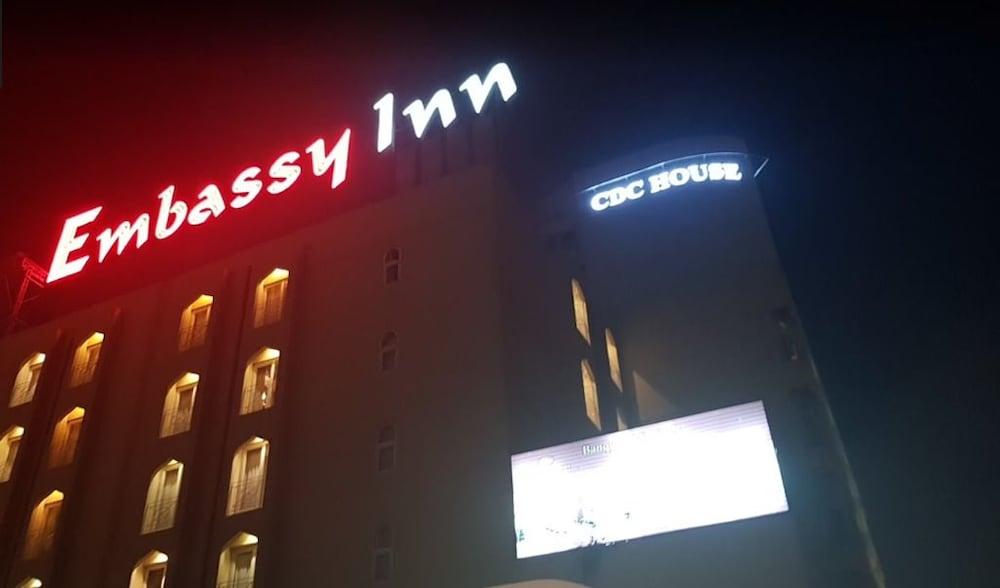 Embassy Inn
CDC HOUSE